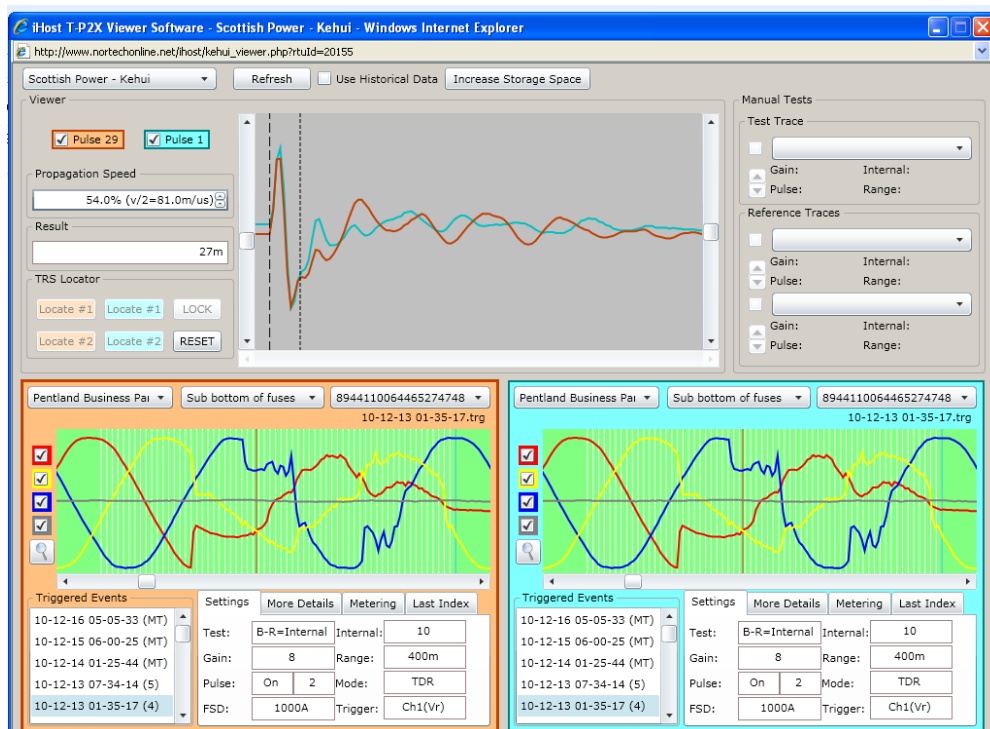 iHost T-P2X Viewer Software - Scottish Power - Kehui - Windows Internet Explorer
http://www.nortechonline.net/ihost/kehui_viewer.php?rtuId=20155
Scottish Power - Kehui Refresh Use Historical Data Increase Storage Space
Viewer
Pulse 29 Pulse 1
Propagation Speed
54.0% (v/2=81.0m/us)
Result
27m
TRS Locator
Locate #1 Locate #1 LOCK
Locate #2 Locate #2 RESET
Manual Tests
Test Trace
Gain: Internal:
Pulse: Range:
Reference Traces
Gain: Internal:
Pulse: Range:
Gain: Internal:
Pulse: Range:
Pentland Business Pa Sub bottom of fuses 8944110064465274748
10-12-13 01-35-17.trg
Triggered Events
10-12-16 05-05-33 (MT)
10-12-15 06-00-25 (MT)
10-12-14 01-25-44 (MT)
10-12-13 07-34-14 (5)
10-12-13 01-35-17 (4)
Settings More Details Metering Last Index
Test: B-R=Internal Internal: 10
Gain: 8 Range: 400m
Pulse: On 2 Mode: TDR
FSD: 1000A Trigger: Ch1(Vr)
Pentland Business Pa Sub bottom of fuses 8944110064465274748
10-12-13 01-35-17.trg
Triggered Events
10-12-16 05-05-33 (MT)
10-12-15 06-00-25 (MT)
10-12-14 01-25-44 (MT)
10-12-13 07-34-14 (5)
10-12-13 01-35-17 (4)
Settings More Details Metering Last Index
Test: B-R=Internal Internal: 10
Gain: 8 Range: 400m
Pulse: On 2 Mode: TDR
FSD: 1000A Trigger: Ch1(Vr)